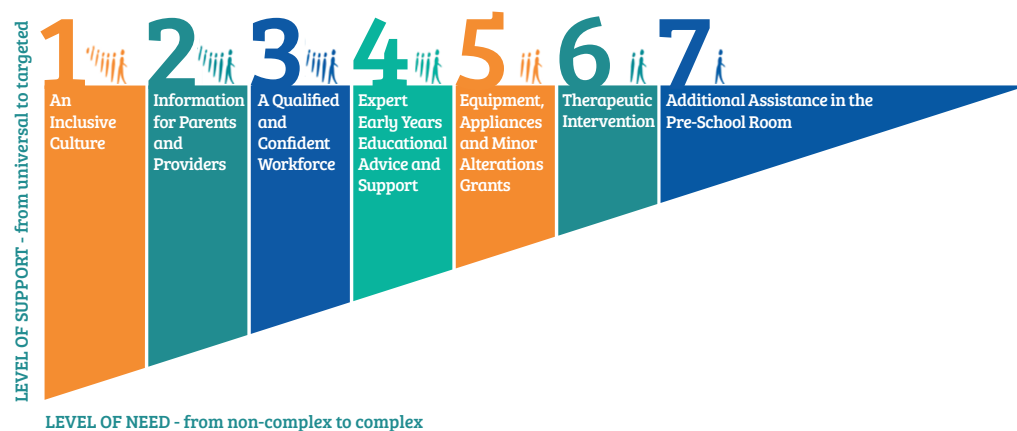 LEVEL OF SUPPORT - from universal to targeted
1
An
Inclusive
Culture
2
Information
for Parents
and
Providers
3
A Qualified
and
Confident
Workforce
4
Expert
Early Years
Educational
Advice and
Support
5
Equipment,
Appliances
and Minor
Alterations
Grants
6
Therapeutic
Intervention
7
Additional Assistance in the
Pre-School Room
LEVEL OF NEED - from non-complex to complex